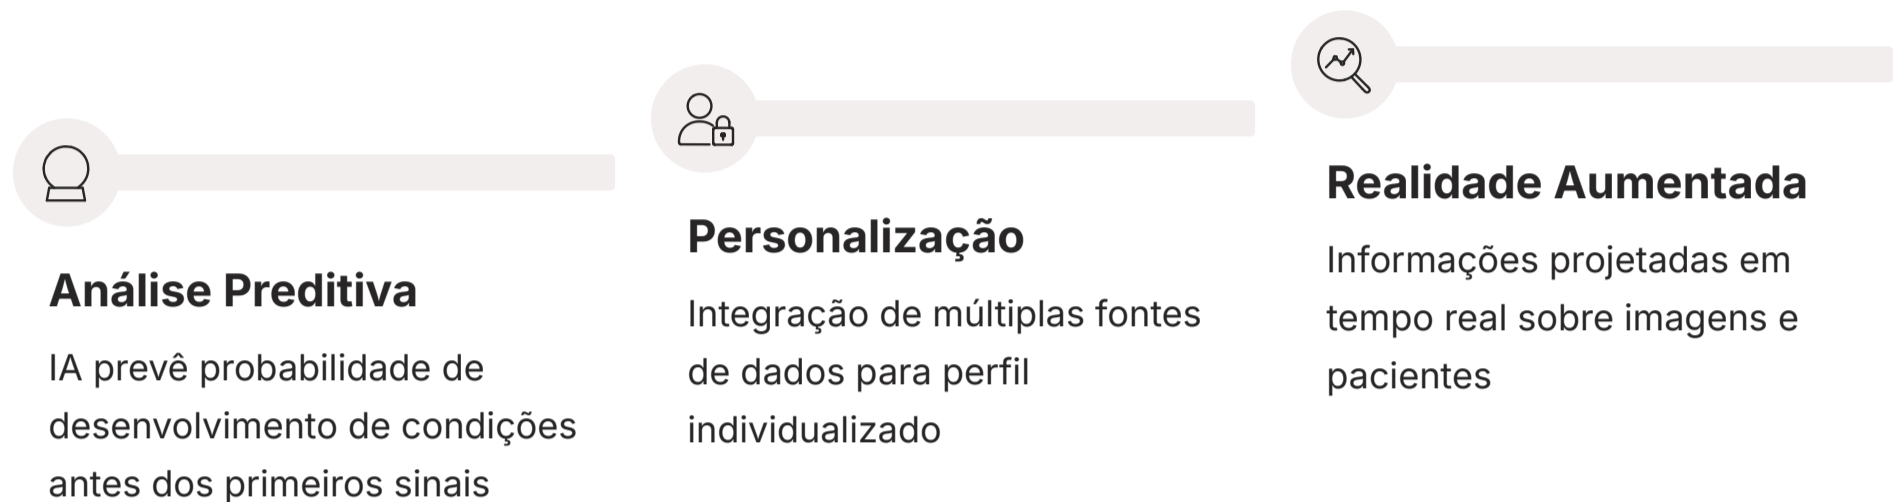 Análise Preditiva
IA prevê probabilidade de
desenvolvimento de condições
antes dos primeiros sinais
Personalização
Integração de múltiplas fontes
de dados para perfil
individualizado
Realidade Aumentada
Informações projetadas em
tempo real sobre imagens e
pacientes